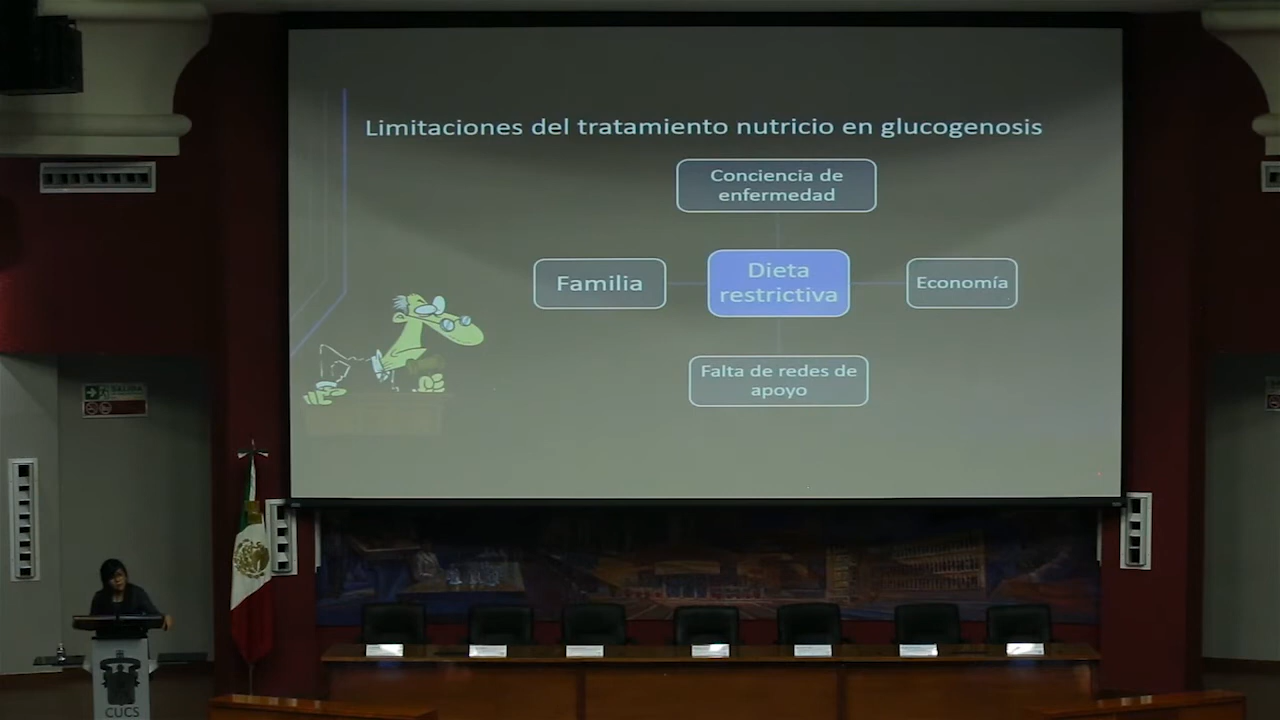 Limitaciones del tratamiento nutricio en glucogenosis
Conciencia de
enfermedad
Familia
Dieta
restrictiva
Economía
Falta de redes de
apoyo
SALIDA
CUCS